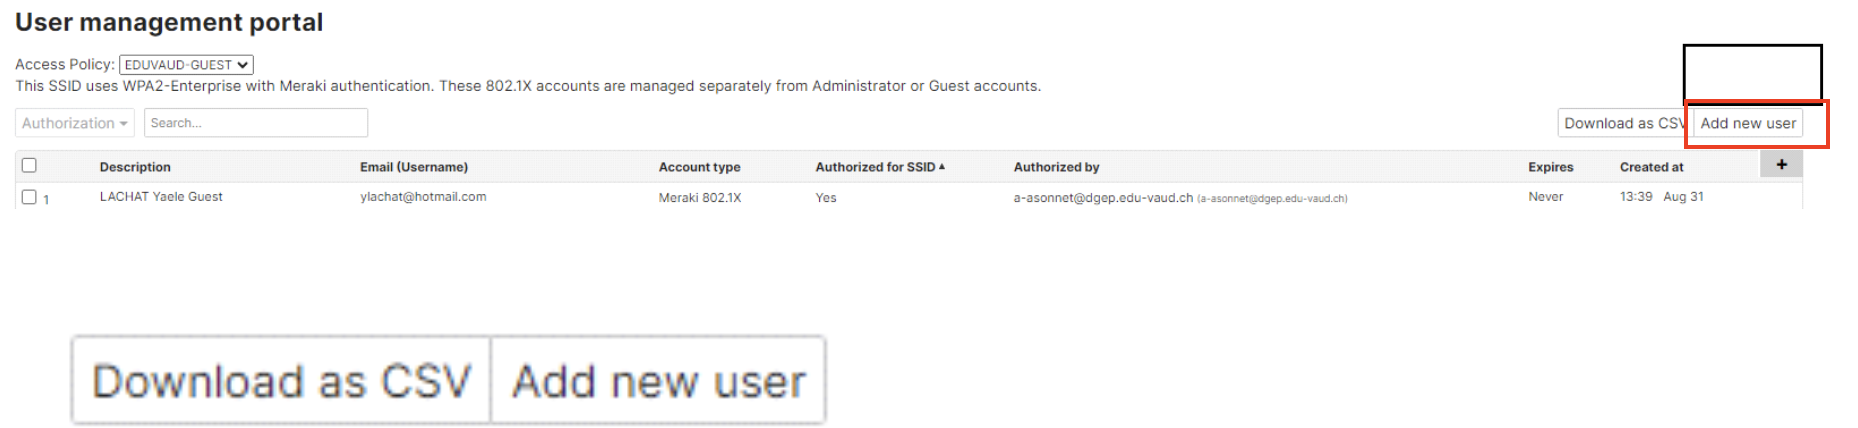 User management portal
Access Policy: EDUVAUD-GUEST
This SSID uses WPA2-Enterprise with Meraki authentication. These 802.1X accounts are managed separately from Administrator or Guest accounts.
Authorization Search... Download as CSV Add new user
Description Email (Username) Account type Authorized for SSID Authorized by Expires Created at +
1 LACHAT Yaele Guest ylachat@hotmail.com Meraki 802.1X Yes a-asonnet@dgep.edu-vaud.ch (a-asonnet@dgep.edu-vaud.ch) Never 13:39 Aug 31
Download as CSV Add new user